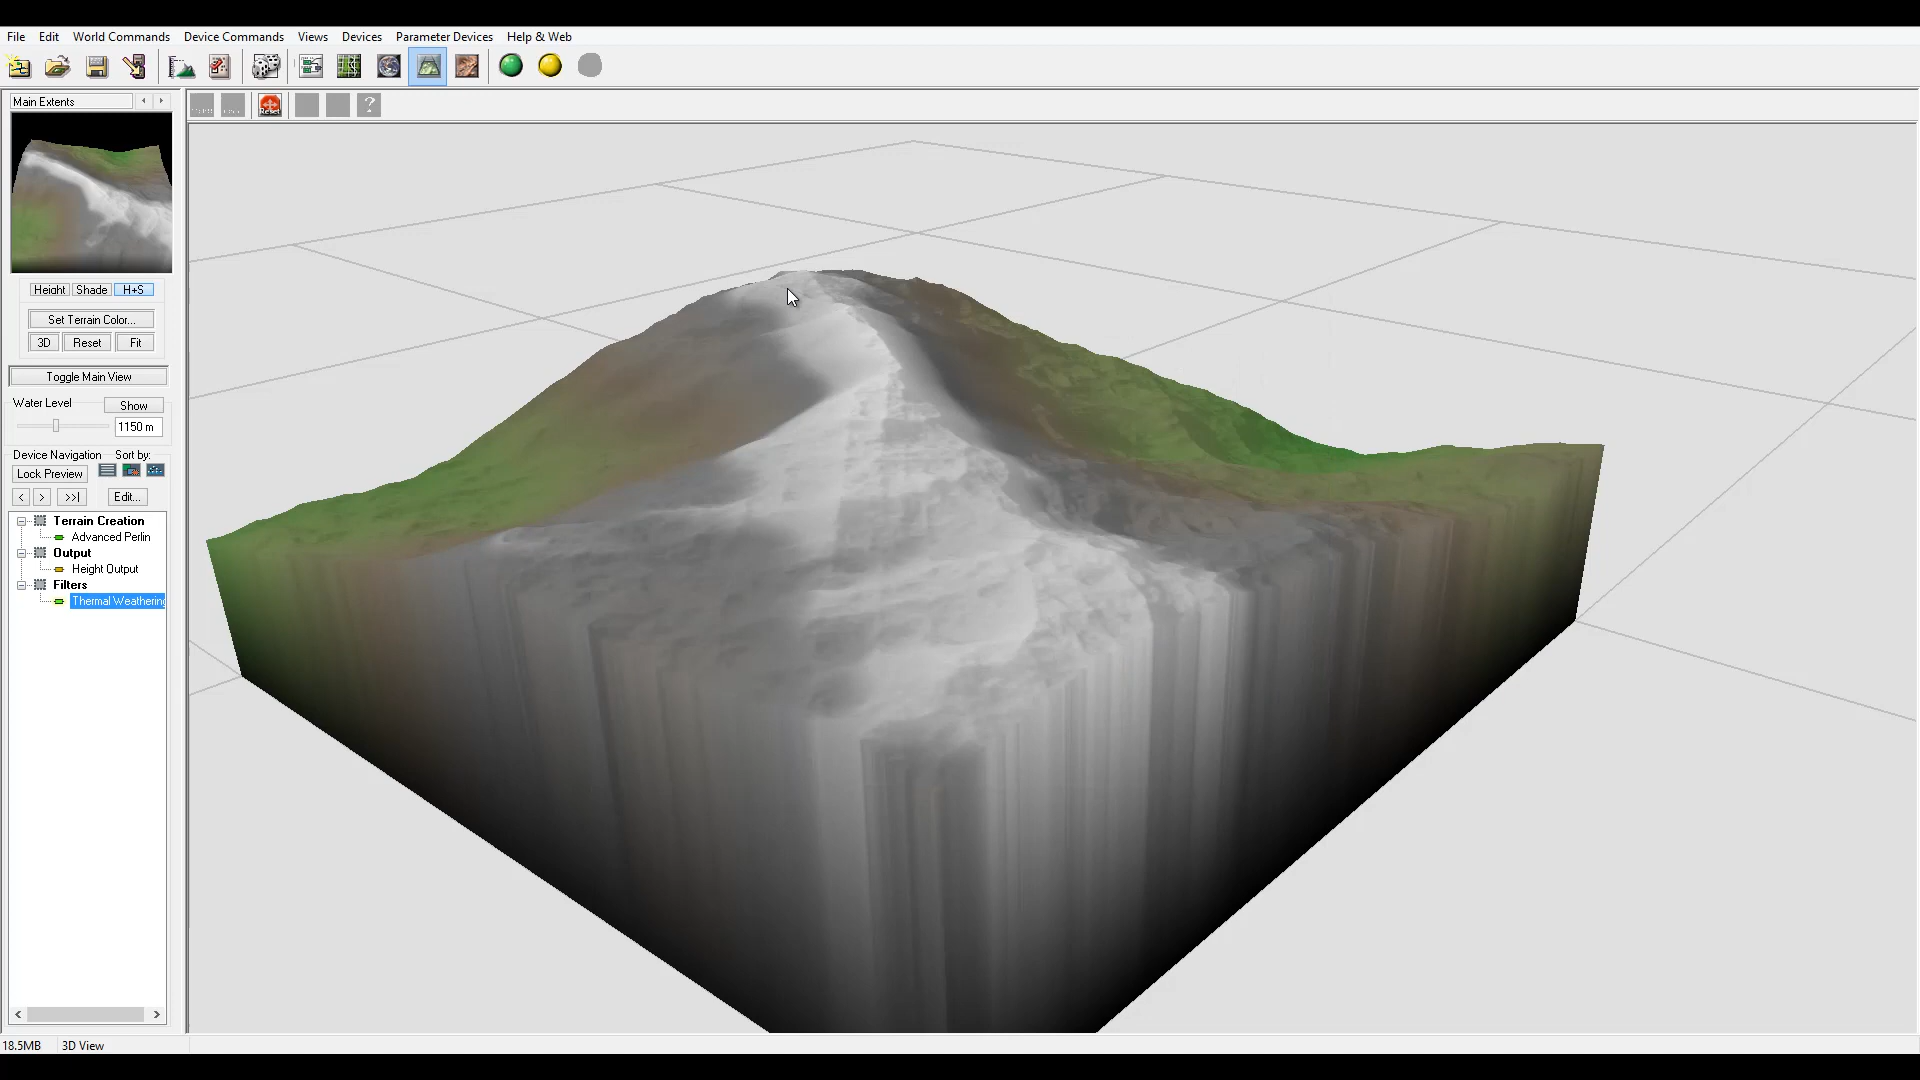 File Edit World Commands Device Commands Views Devices Parameter Devices Help & Web
Main Extents
Reset
?
Height Shade H+S
Set Terrain Color...
3D Reset Fit
Toggle Main View
Water Level Show
1150 m
Device Navigation Sort by:
Lock Preview
< > >>| Edit...
Terrain Creation
Advanced Perlin
Output
Height Output
Filters
Thermal Weathering
18.5MB 3D View